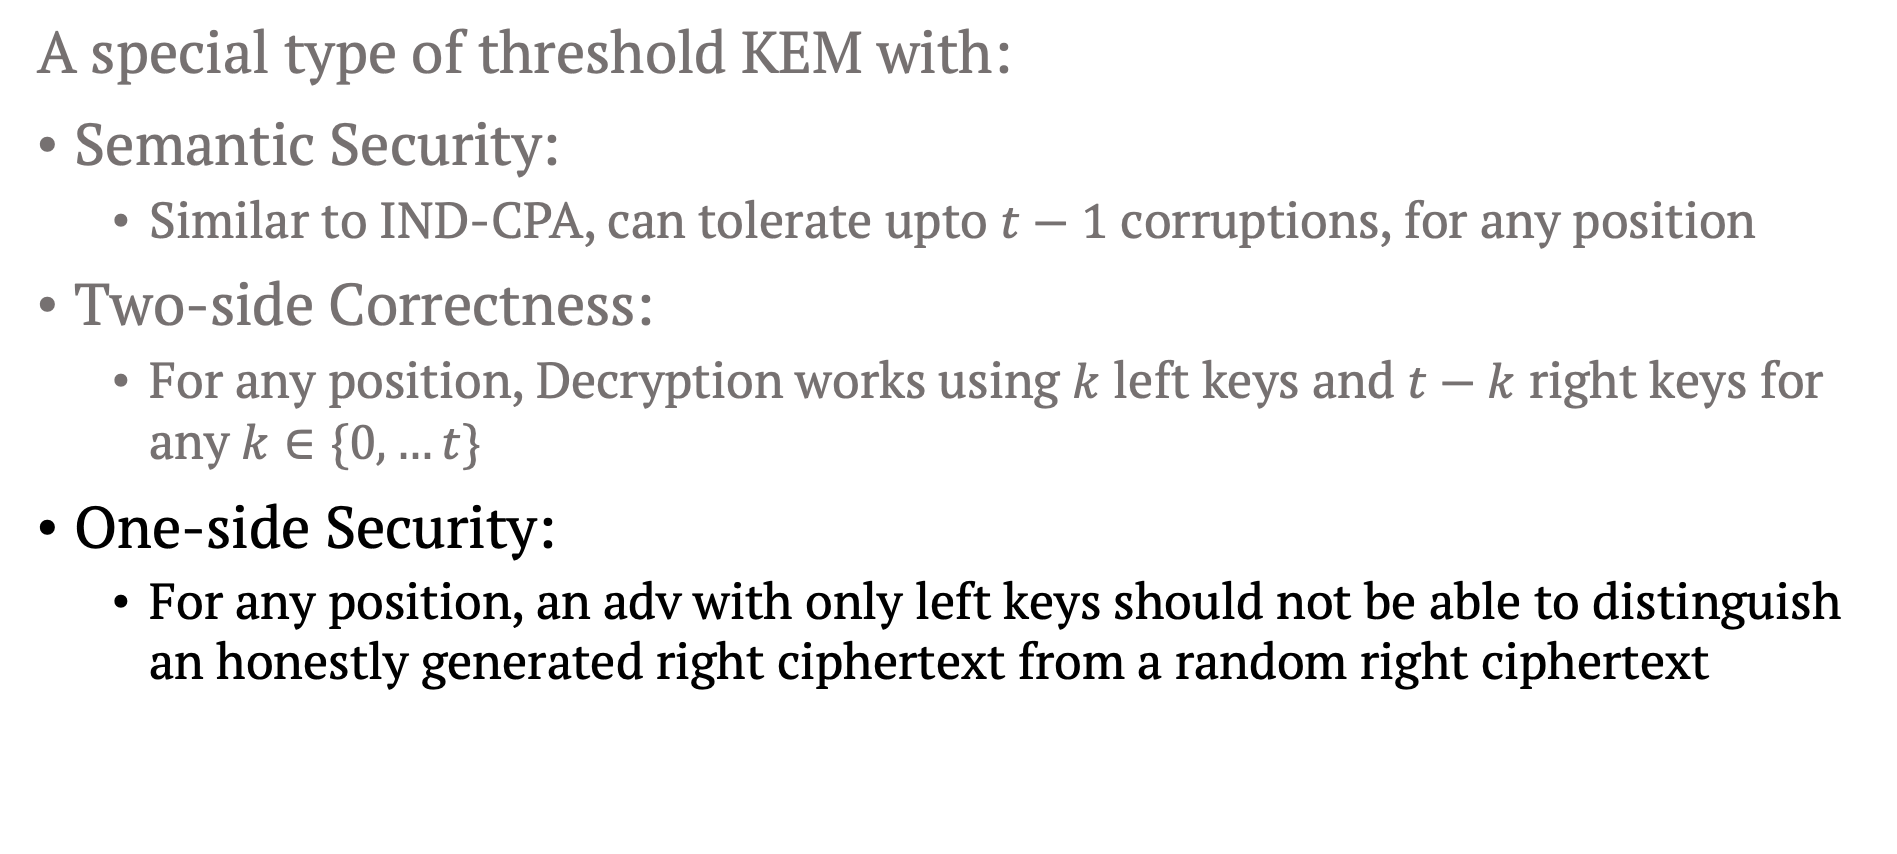 A special type of threshold KEM with:
• Semantic Security:
• Similar to IND-CPA, can tolerate upto t − 1 corruptions, for any position
• Two-side Correctness:
• For any position, Decryption works using k left keys and t − k right keys for
any k ∈ {0, … t}
• One-side Security:
• For any position, an adv with only left keys should not be able to distinguish
an honestly generated right ciphertext from a random right ciphertext